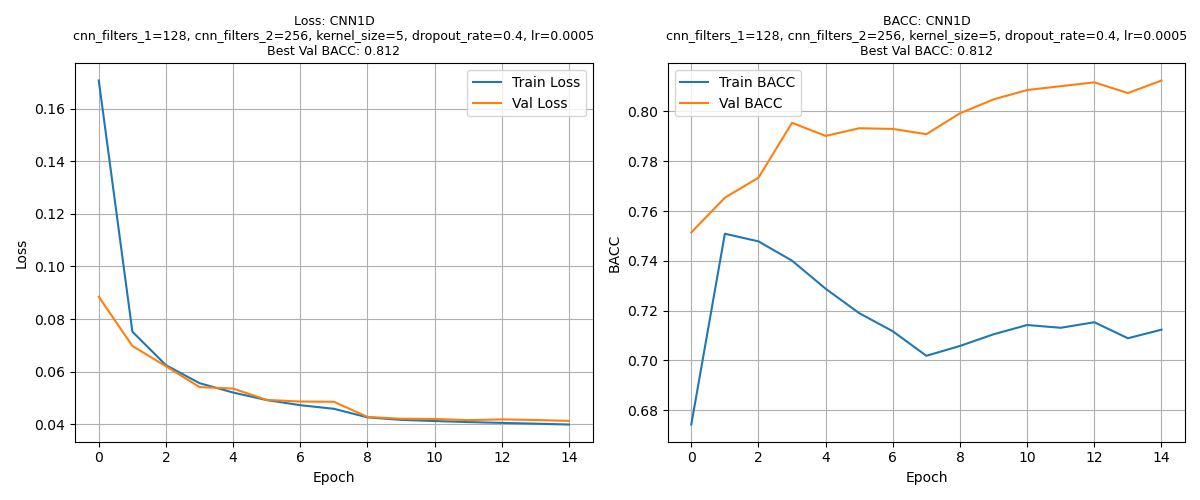 Loss: CNN1D
cnn_filters_1=128, cnn_filters_2=256, kernel_size=5, dropout_rate=0.4, lr=0.0005
Best Val BACC: 0.812
Train Loss
Val Loss
0.16
0.14
0.12
0.10
0.08
0.06
0.04
Loss
0 2 4 6 8 10 12 14
Epoch
BACC: CNN1D
cnn_filters_1=128, cnn_filters_2=256, kernel_size=5, dropout_rate=0.4, lr=0.0005
Best Val BACC: 0.812
Train BACC
Val BACC
0.80
0.78
0.76
0.74
0.72
0.70
0.68
BACC
0 2 4 6 8 10 12 14
Epoch